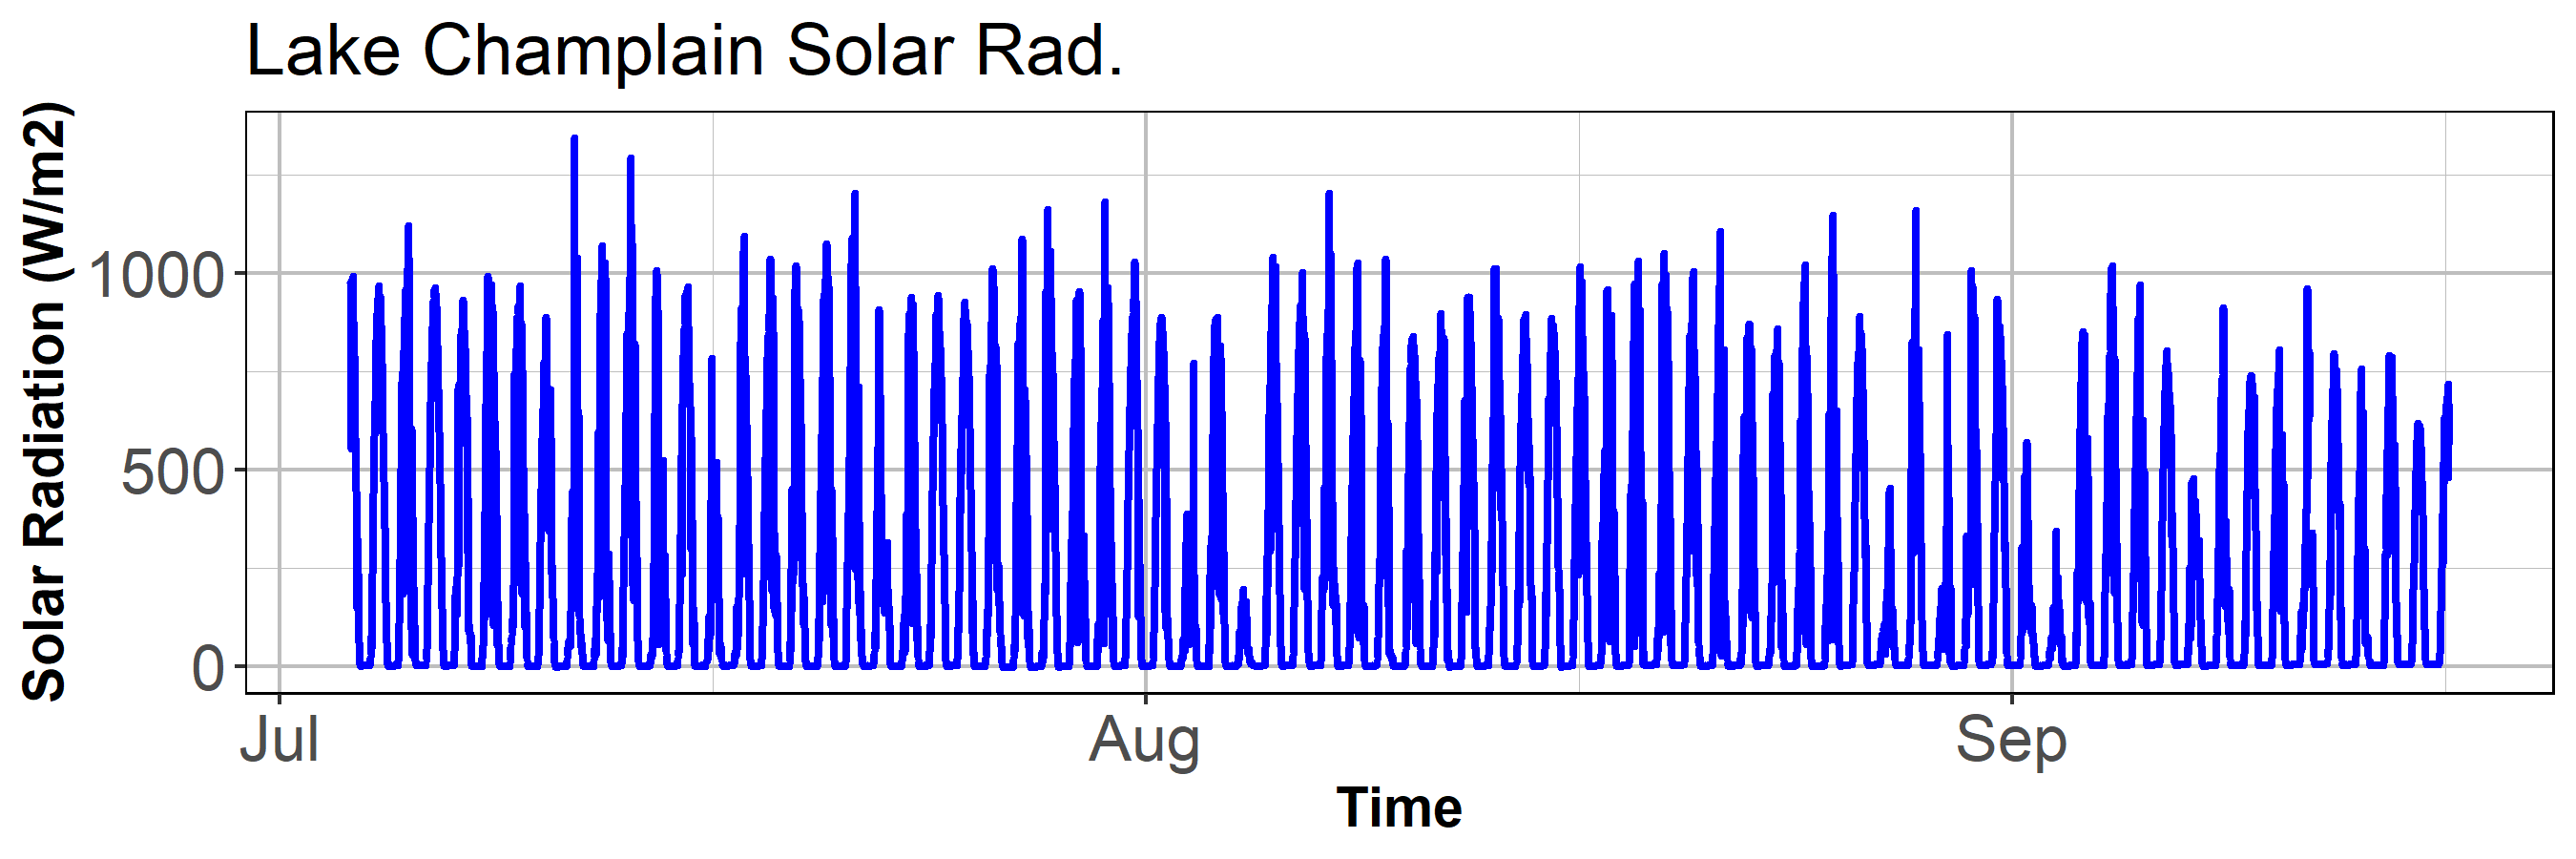 Lake Champlain Solar Rad.
Solar Radiation (W/m2)
1000
500
0
Jul Aug Sep
Time